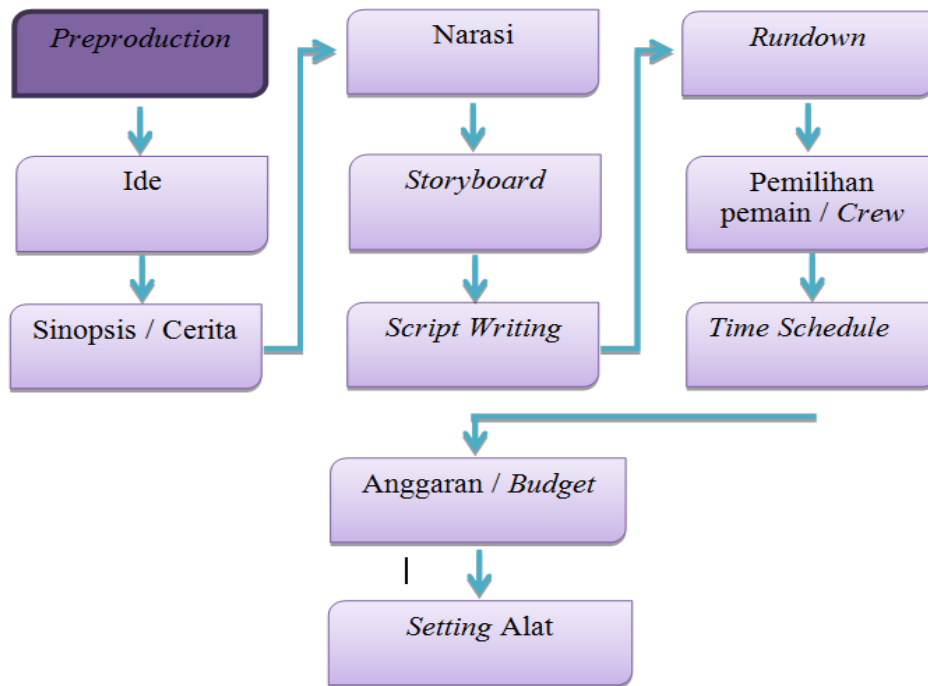 Preproduction
Ide
Sinopsis / Cerita
Narasi
Storyboard
Script Writing
Rundown
Pemilihan
pemain / Crew
Time Schedule
Anggaran / Budget
Setting Alat